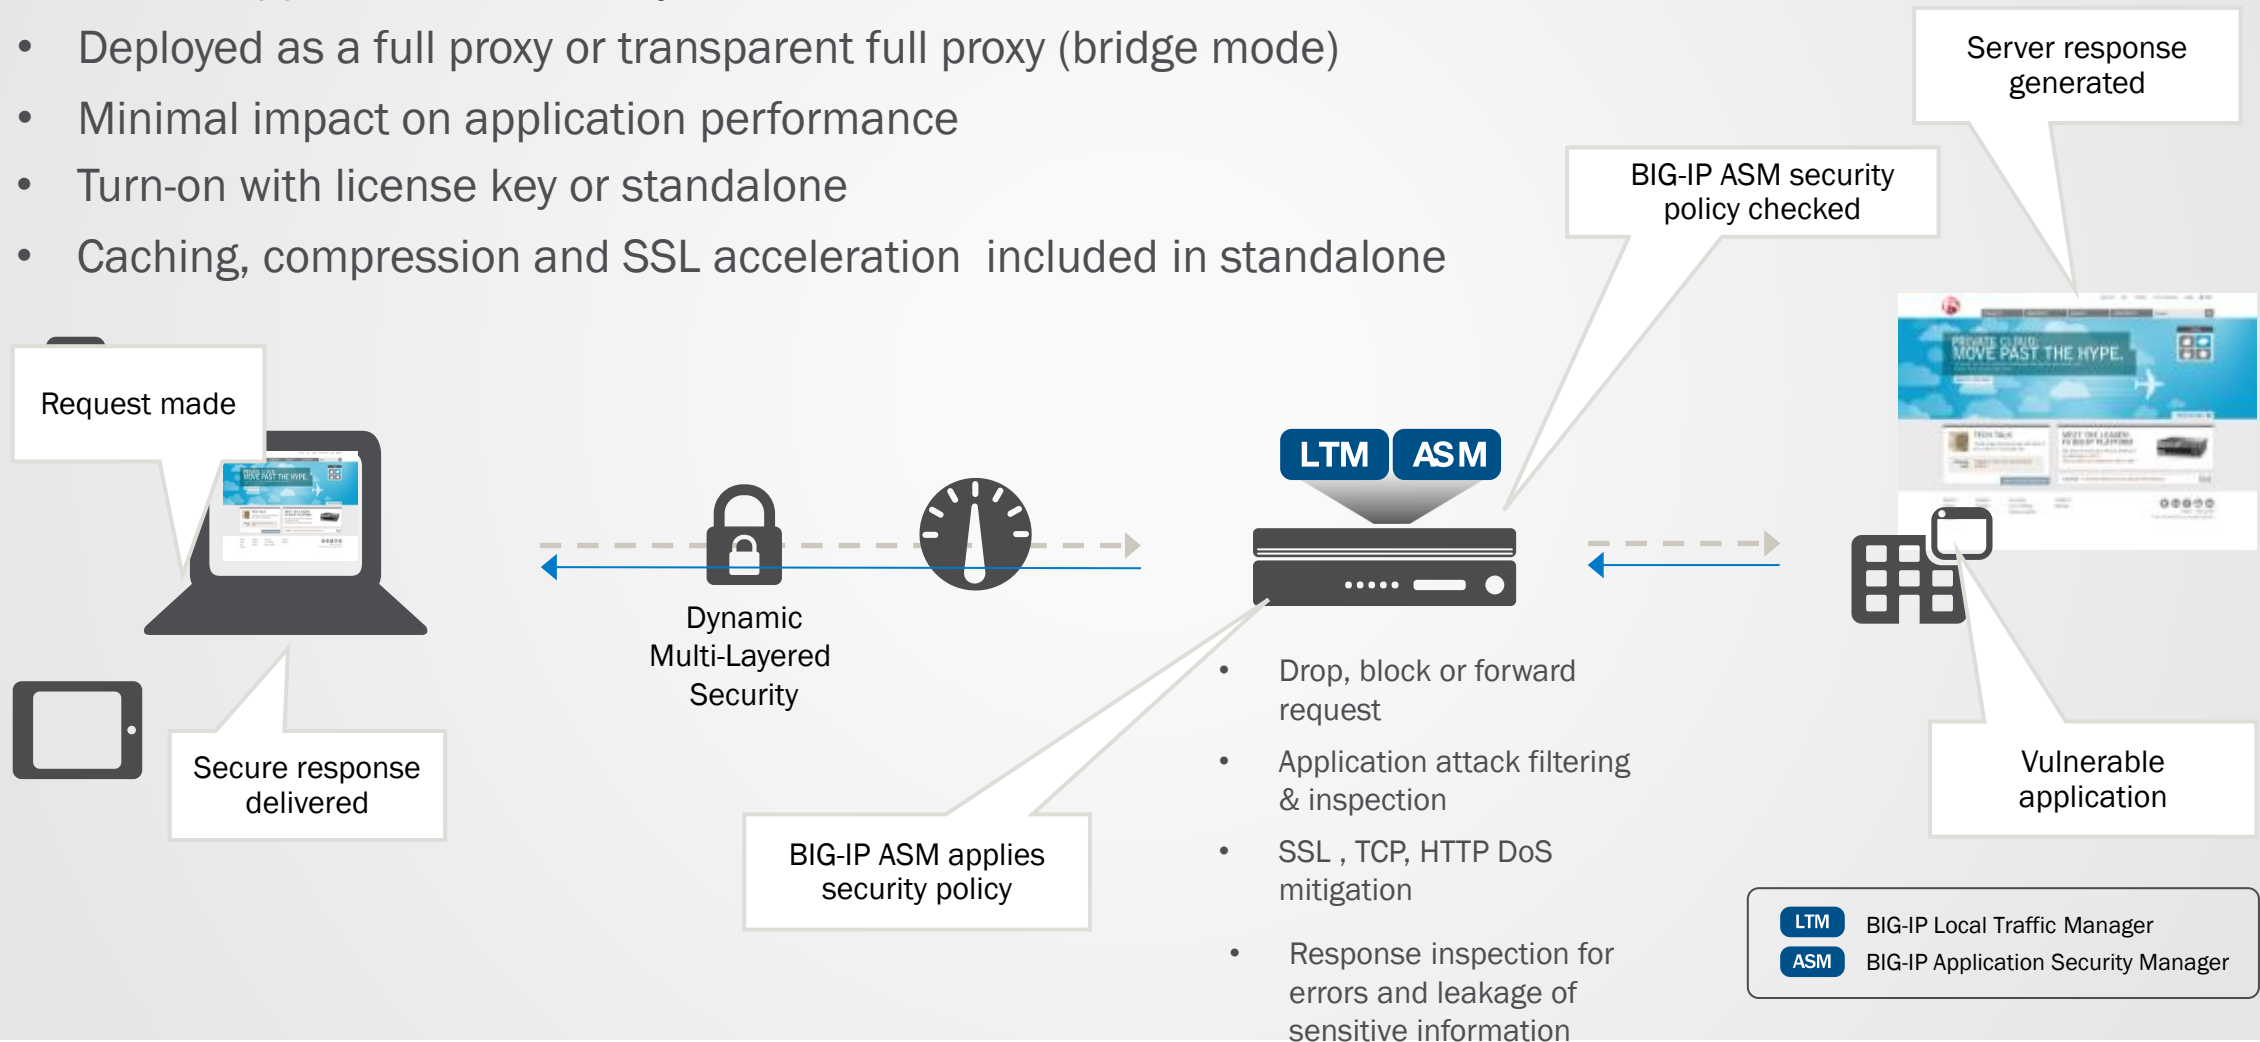 • Deployed as a full proxy or transparent full proxy (bridge mode)
• Minimal impact on application performance
• Turn-on with license key or standalone
• Caching, compression and SSL acceleration included in standalone
Server response
generated
BIG-IP ASM security
policy checked
PRIVATE CLOUD:
MOVE PAST THE HYPE.
Request made
LTM ASM
MOVE PAST THE HYPE.
Dynamic
Multi-Layered
Security
Secure response
delivered
BIG-IP ASM applies
security policy
• Drop, block or forward
request
• Application attack filtering
& inspection
• SSL , TCP, HTTP DoS
mitigation
• Response inspection for
errors and leakage of
sensitive information
Vulnerable
application
LTM BIG-IP Local Traffic Manager
ASM BIG-IP Application Security Manager